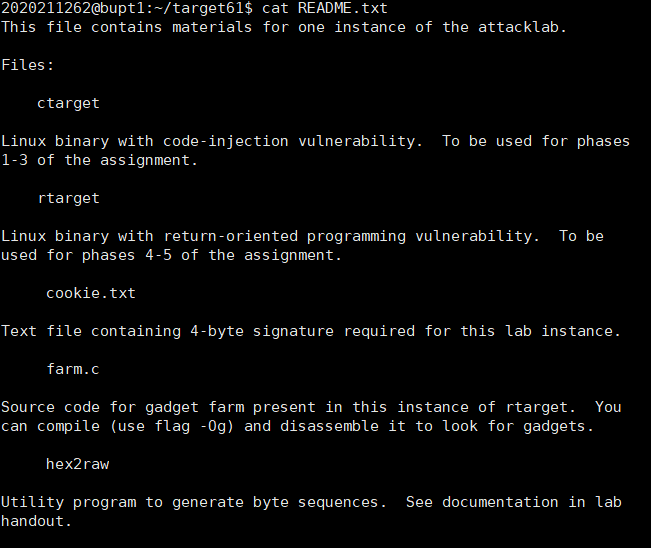 2020211262@bupt1:~/target61$ cat README.txt
This file contains materials for one instance of the attacklab.
Files:
ctarget
Linux binary with code-injection vulnerability.  To be used for phases
1-3 of the assignment.
rtarget
Linux binary with return-oriented programming vulnerability.  To be
used for phases 4-5 of the assignment.
cookie.txt
Text file containing 4-byte signature required for this lab instance.
farm.c
Source code for gadget farm present in this instance of rtarget.  You
can compile (use flag -Og) and disassemble it to look for gadgets.
hex2raw
Utility program to generate byte sequences.  See documentation in lab
handout.